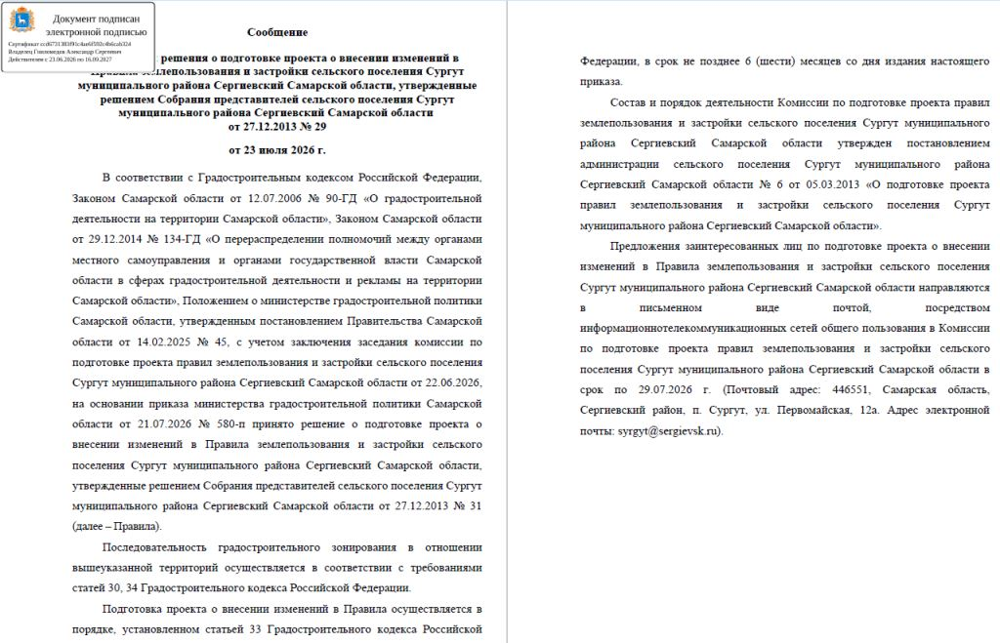 Документ подписан
электронной подписью
Владелец Гниломедов Александр Сергеевич
Действителен с 23.06.2026 по 16.09.2027
Сообщение
решения о подготовке проекта о внесении изменений в
Правила землепользования и застройки сельского поселения Сургут
муниципального района Сергиевский Самарской области, утвержденные
решением Собрания представителей сельского поселения Сургут
муниципального района Сергиевский Самарской области
от 27.12.2013 № 29
от 23 июля 2026 г.
В соответствии с Градостроительным кодексом Российской Федерации,
Законом Самарской области от 12.07.2006 № 90-ГД «О градостроительной
деятельности на территории Самарской области», Законом Самарской области
от 29.12.2014 № 134-ГД «О перераспределении полномочий между органами
местного самоуправления и органами государственной власти Самарской
области в сферах градостроительной деятельности и рекламы на территории
Самарской области», Положением о министерстве градостроительной политики
Самарской области, утвержденным постановлением Правительства Самарской
области от 14.02.2025 № 45, с учетом заключения заседания комиссии по
подготовке проекта правил землепользования и застройки сельского поселения
Сургут муниципального района Сергиевский Самарской области от 22.06.2026,
на основании приказа министерства градостроительной политики Самарской
области от 21.07.2026 № 580-п принято решение о подготовке проекта о
внесении изменений в Правила землепользования и застройки сельского
поселения Сургут муниципального района Сергиевский Самарской области,
утвержденные решением Собрания представителей сельского поселения Сургут
муниципального района Сергиевский Самарской области от 27.12.2013 № 31
(далее – Правила).
Последовательность градостроительного зонирования в отношении
вышеуказанной территорий осуществляется в соответствии с требованиями
статей 30, 34 Градостроительного кодекса Российской Федерации.
Подготовка проекта о внесении изменений в Правила осуществляется в
порядке, установленном статьей 33 Градостроительного кодекса Российской
Федерации, в срок не позднее 6 (шести) месяцев со дня издания настоящего
приказа.
Состав и порядок деятельности Комиссии по подготовке проекта правил
землепользования и застройки сельского поселения Сургут муниципального
района Сергиевский Самарской области утвержден постановлением
администрации сельского поселения Сургут муниципального района
Сергиевский Самарской области № 6 от 05.03.2013 «О подготовке проекта
правил землепользования и застройки сельского поселения Сургут
муниципального района Сергиевский Самарской области».
Предложения заинтересованных лиц по подготовке проекта о внесении
изменений в Правила землепользования и застройки сельского поселения
Сургут муниципального района Сергиевский Самарской области направляются
в письменном виде почтой, посредством
информационнотелекоммуникационных сетей общего пользования в Комиссии
по подготовке проекта правил землепользования и застройки сельского
поселения Сургут муниципального района Сергиевский Самарской области в
срок по 29.07.2026 г. (Почтовый адрес: 446551, Самарская область,
Сергиевский район, п. Сургут, ул. Первомайская, 12а. Адрес электронной
почты: syrgyt@sergievsk.ru).